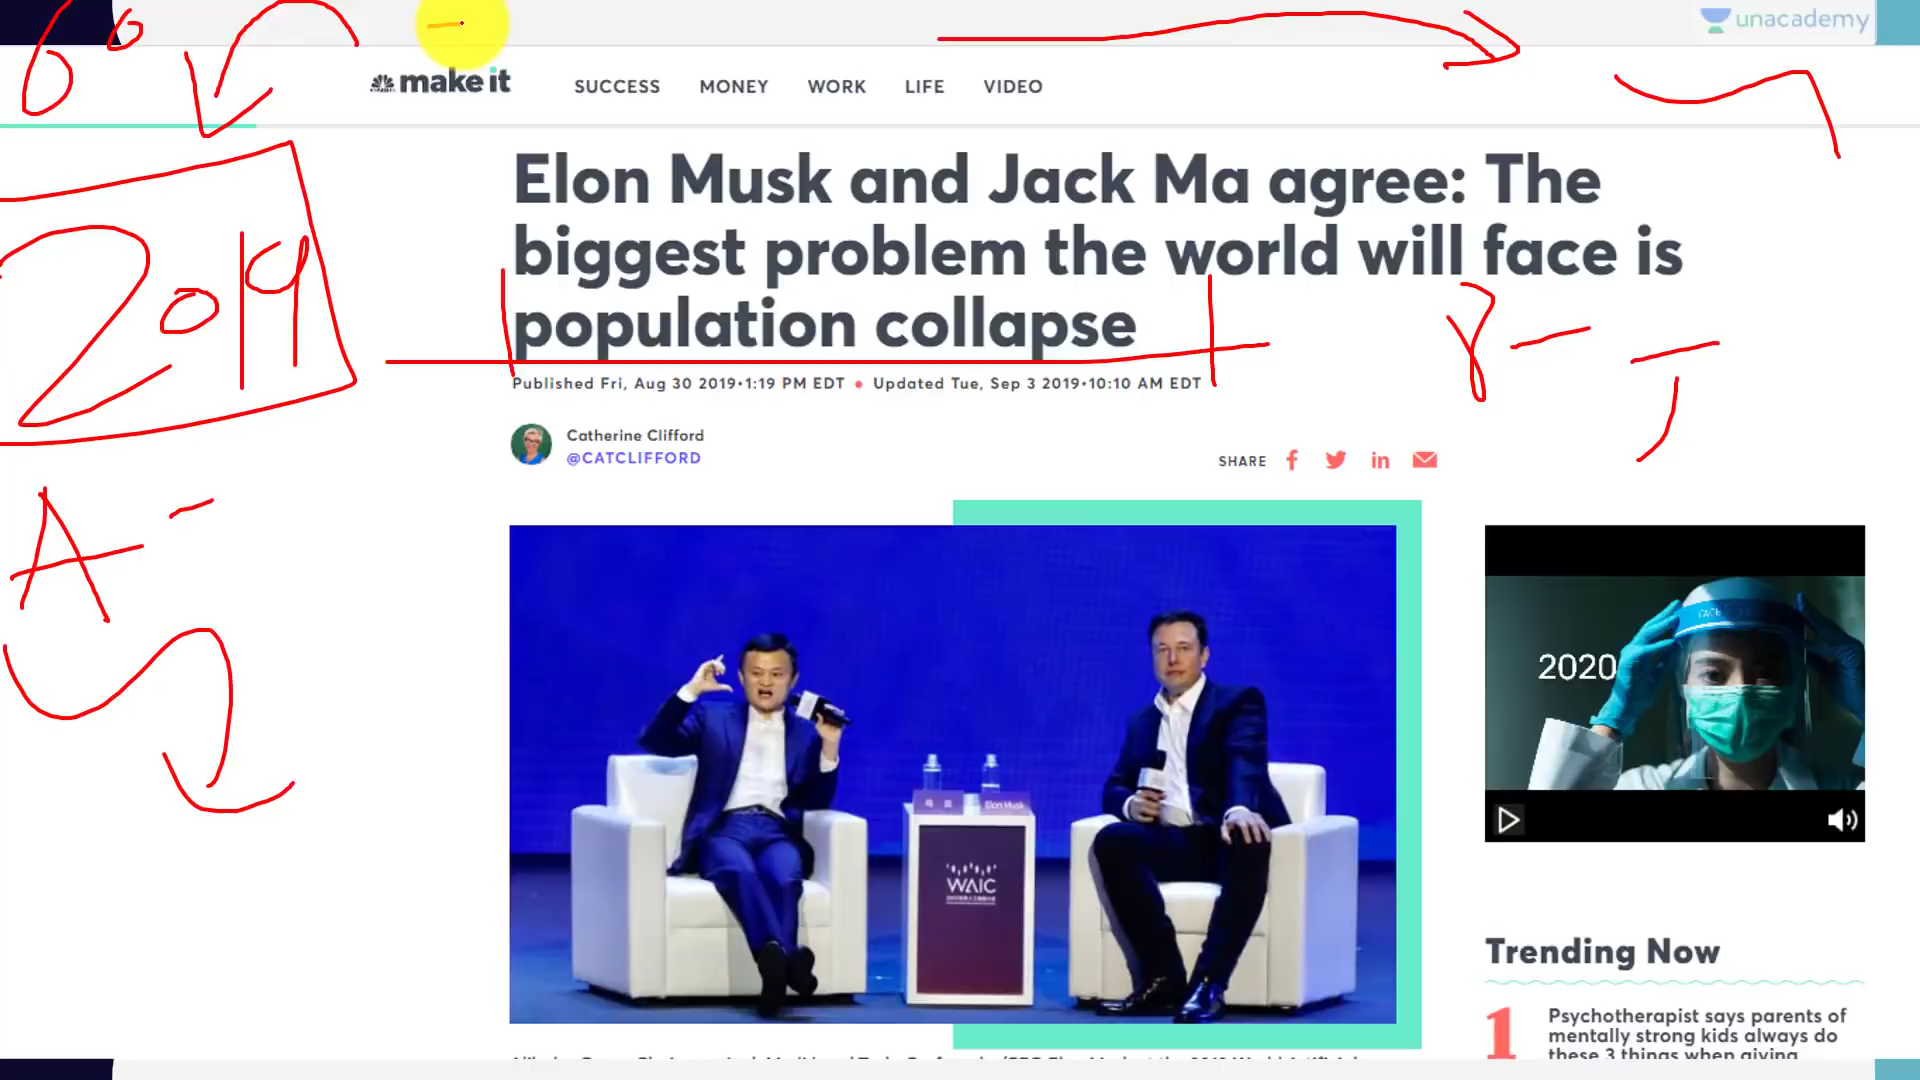 unacademy
make it
SUCCESS MONEY WORK LIFE VIDEO
Elon Musk and Jack Ma agree: The
biggest problem the world will face is
population collapse
2019
Published Fri, Aug 30 2019•1:19 PM EDT • Updated Tue, Sep 3 2019•10:10 AM EDT
Catherine Clifford
@CATCLIFFORD
SHARE
A -
2020
FACE
Elon Musk
WAIC
Trending Now
1
Psychotherapist says parents of
mentally strong kids always do
these 3 things when giving